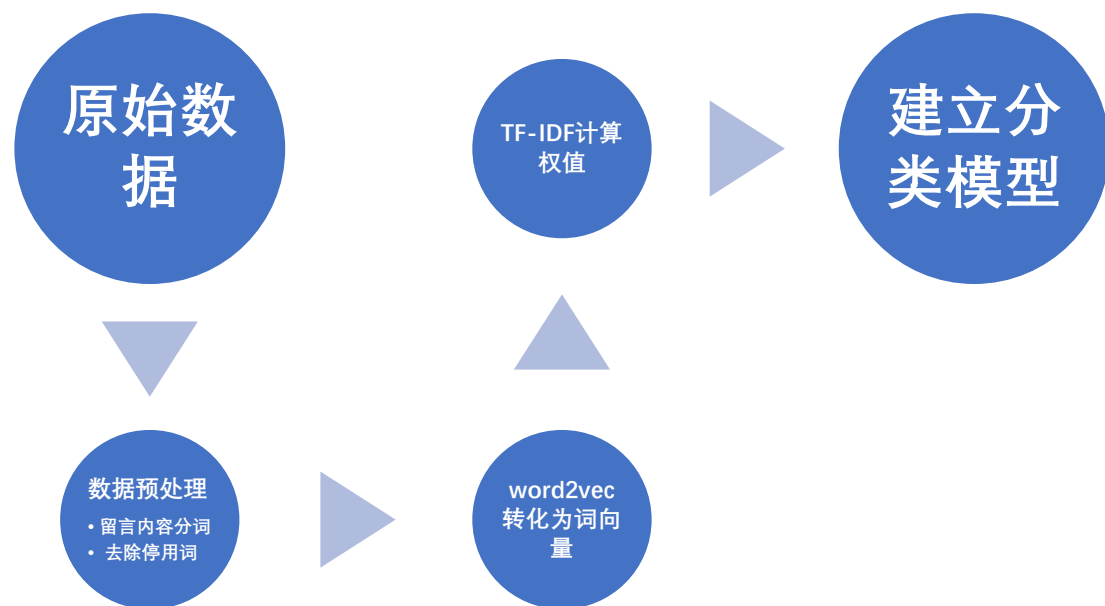 原始数
据
数据预处理
• 留言内容分词
• 去除停用词
word2vec
转化为词向
量
TF-IDF计算
权值
建立分
类模型